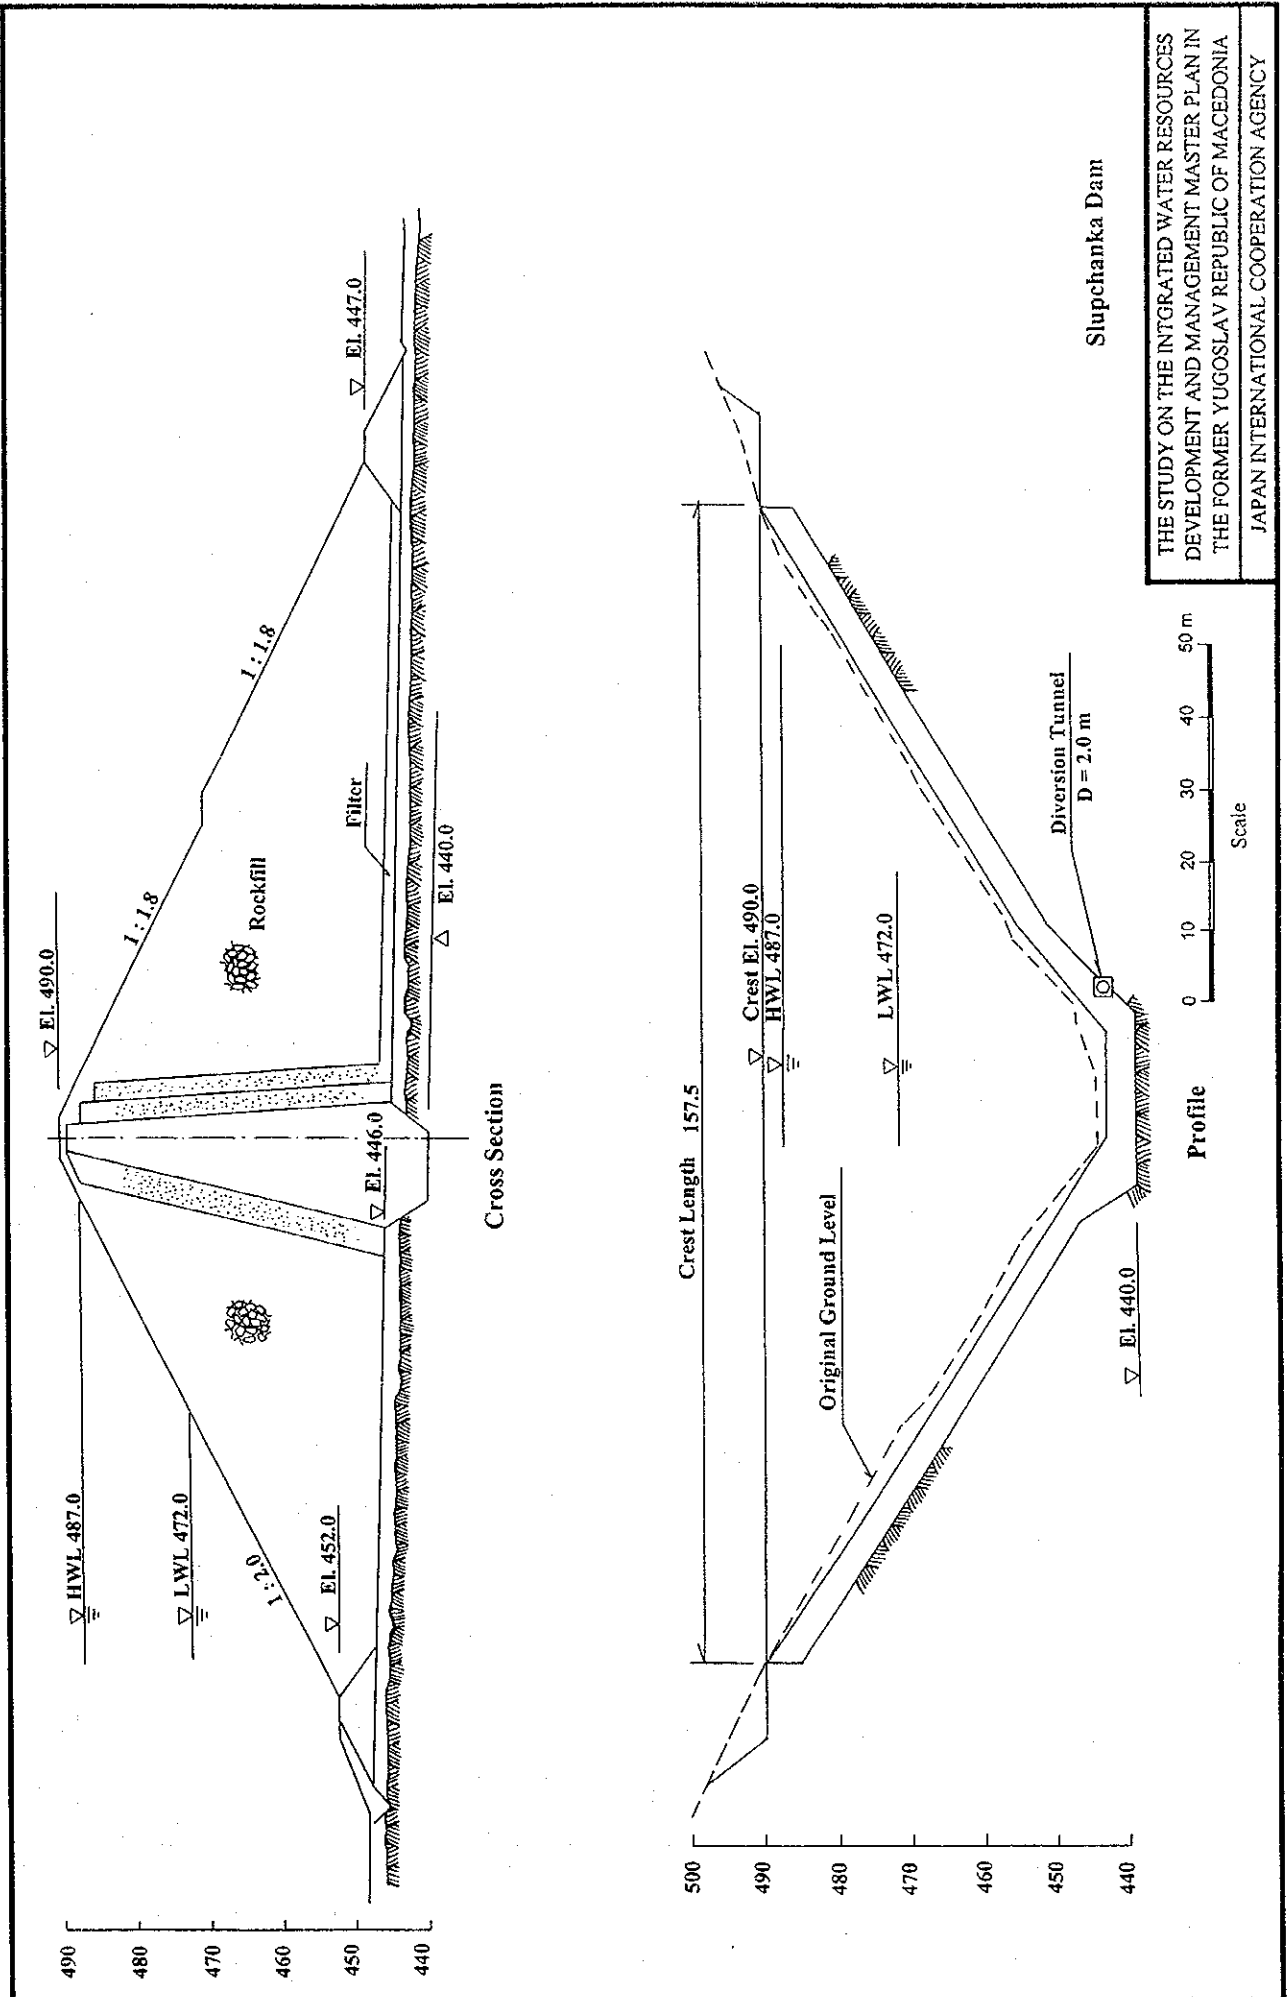 490
480
470
460
450
440
HWL 487.0
LWL 472.0
1 : 2.0
El. 452.0
El. 490.0
El. 446.0
1 : 1.8
Rockfill
Filter
El. 440.0
1 : 1.8
El. 447.0
Cross Section
500
490
480
470
460
450
440
Crest Length 157.5
Crest El. 490.0
HWL 487.0
LWL 472.0
Original Ground Level
El. 440.0
Diversion Tunnel
D = 2.0 m
Profile
0 10 20 30 40 50 m
Scale
Slupchanka Dam
THE STUDY ON THE INTGRATED WATER RESOURCES
DEVELOPMENT AND MANAGEMENT MASTER PLAN IN
THE FORMER YUGOSLAV REPUBLIC OF MACEDONIA
JAPAN INTERNATIONAL COOPERATION AGENCY